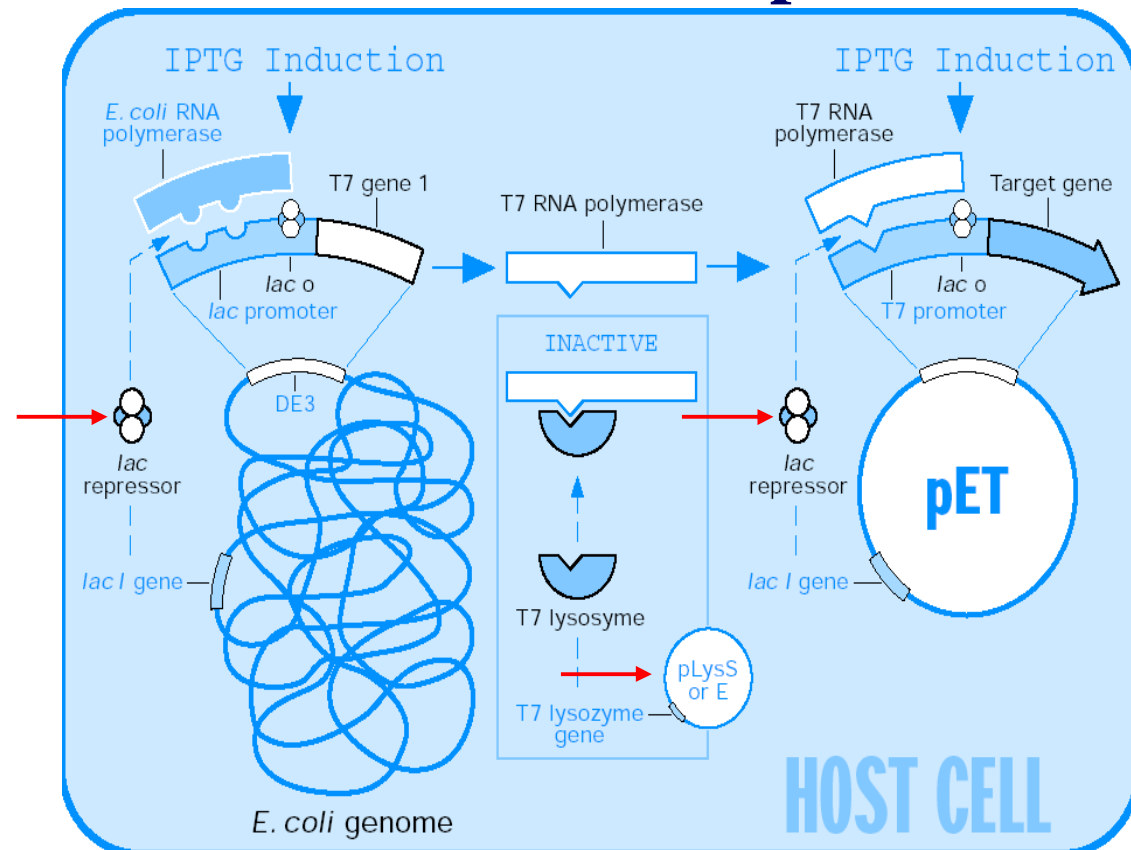 IPTG Induction
IPTG Induction
E. coli RNA
polymerase
T7 gene 1
T7 RNA polymerase
T7 RNA
polymerase
Target gene
lac o
lac promoter
lac o
T7 promoter
INACTIVE
DE3
lac
repressor
lac
repressor
pET
lac I gene
T7 lysosyme
lac I gene
pLysS
or E
T7 lysozyme
gene
E. coli genome
HOST CELL